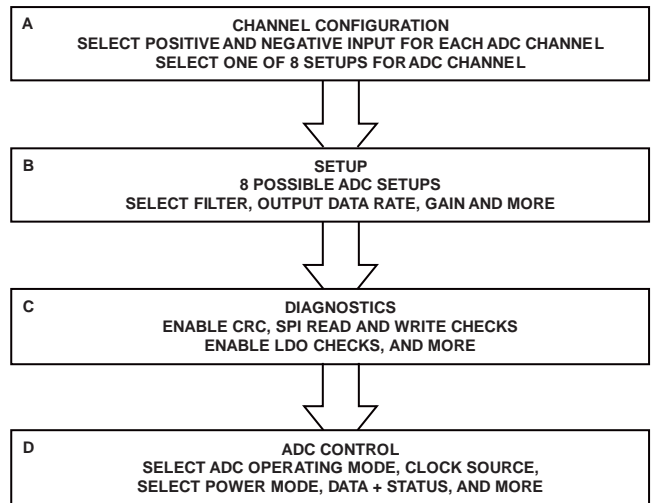 A
CHANNEL CONFIGURATION
SELECT POSITIVE AND NEGATIVE INPUT FOR EACH ADC CHANNEL
SELECT ONE OF 8 SETUPS FOR ADC CHANNEL
B
SETUP
8 POSSIBLE ADC SETUPS
SELECT FILTER, OUTPUT DATA RATE, GAIN AND MORE
C
DIAGNOSTICS
ENABLE CRC, SPI READ AND WRITE CHECKS
ENABLE LDO CHECKS, AND MORE
D
ADC CONTROL
SELECT ADC OPERATING MODE, CLOCK SOURCE,
SELECT POWER MODE, DATA + STATUS, AND MORE